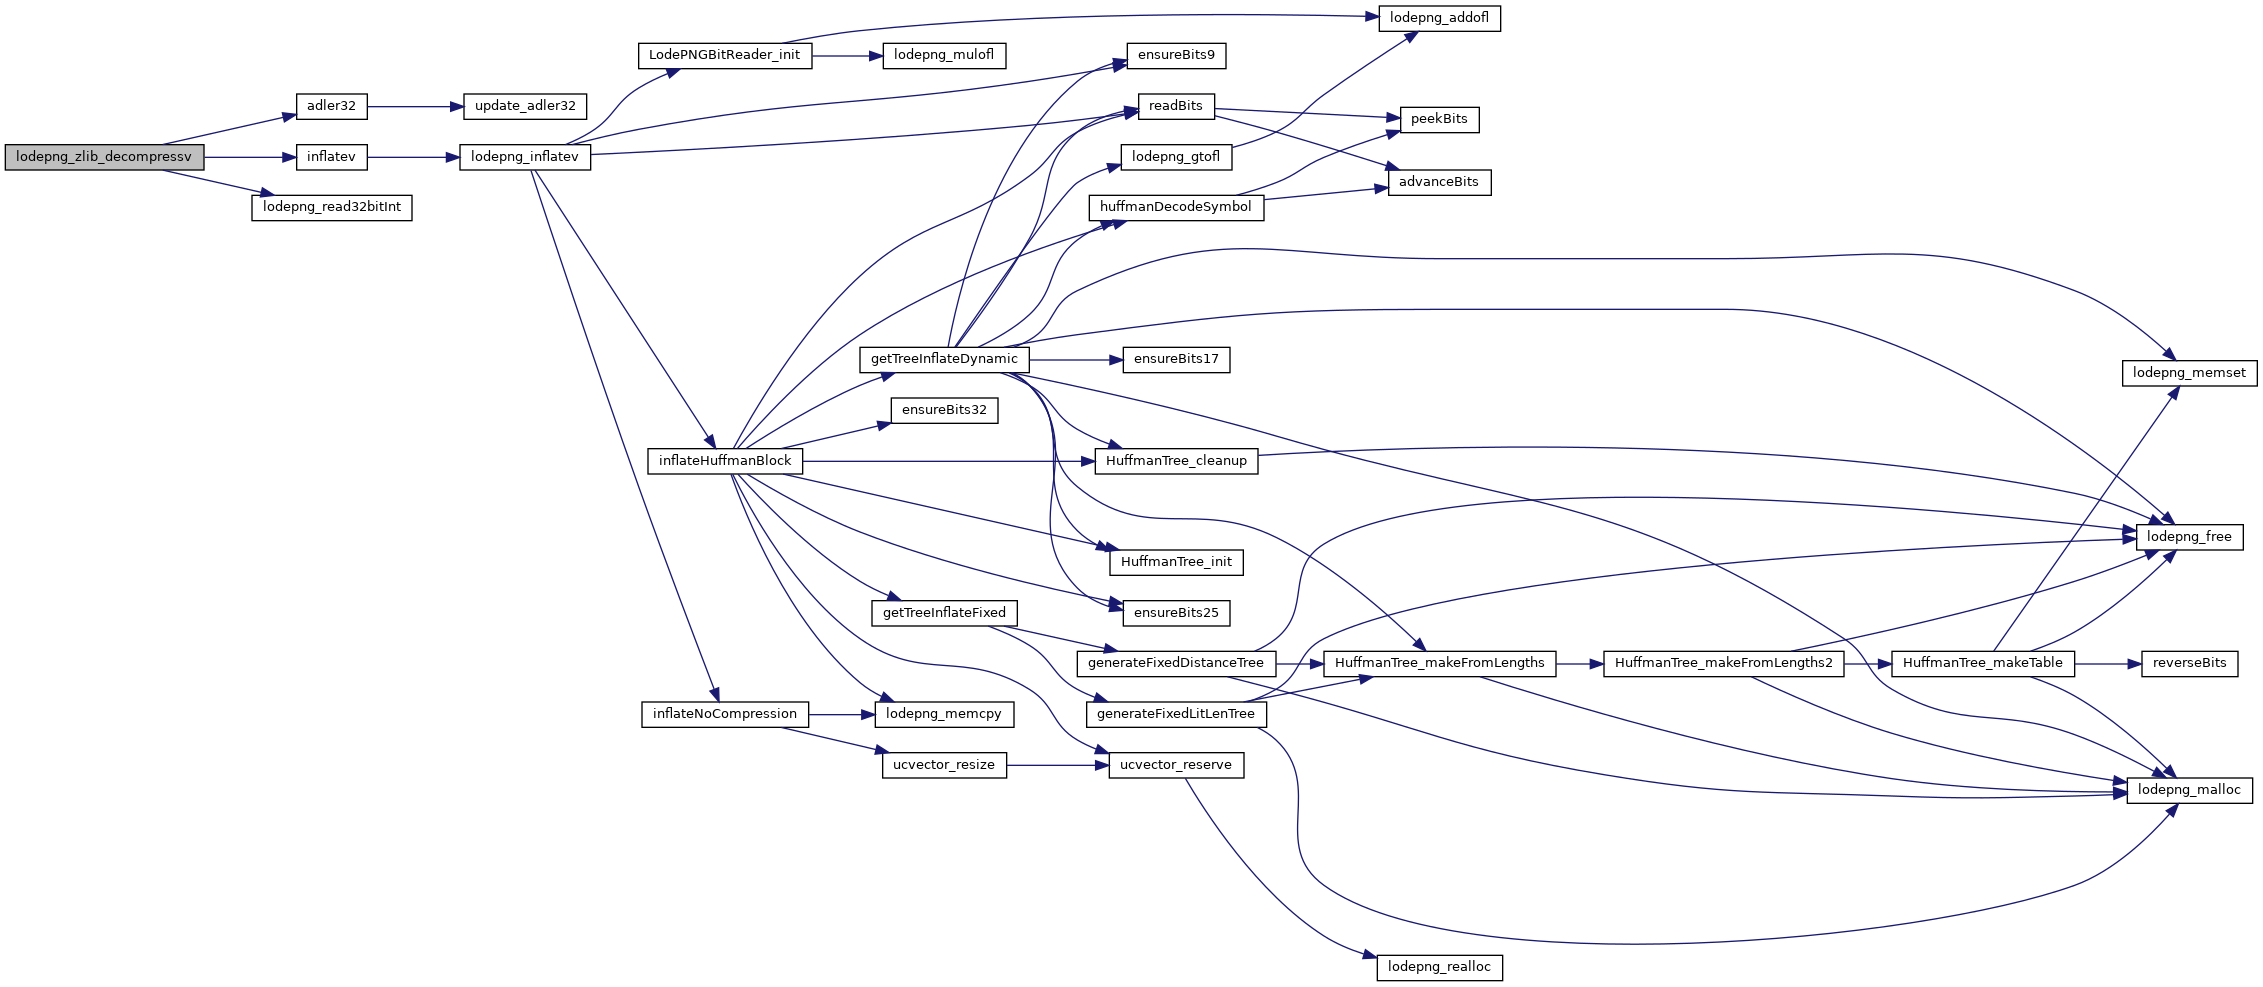 lodepng_zlib_decompressv
adler32
update_adler32
inflatev
lodepng_read32bitInt
lodepng_inflatev
LodePNGBitReader_init
lodepng_mulofl
lodepng_addofl
ensureBits9
readBits
peekBits
lodepng_gtofl
advanceBits
huffmanDecodeSymbol
getTreeInflateDynamic
ensureBits17
lodepng_memset
ensureBits32
inflateHuffmanBlock
HuffmanTree_cleanup
lodepng_free
HuffmanTree_init
getTreeInflateFixed
ensureBits25
generateFixedDistanceTree
HuffmanTree_makeFromLengths
HuffmanTree_makeFromLengths2
HuffmanTree_makeTable
reverseBits
inflateNoCompression
lodepng_memcpy
generateFixedLitLenTree
ucvector_resize
ucvector_reserve
lodepng_malloc
lodepng_realloc